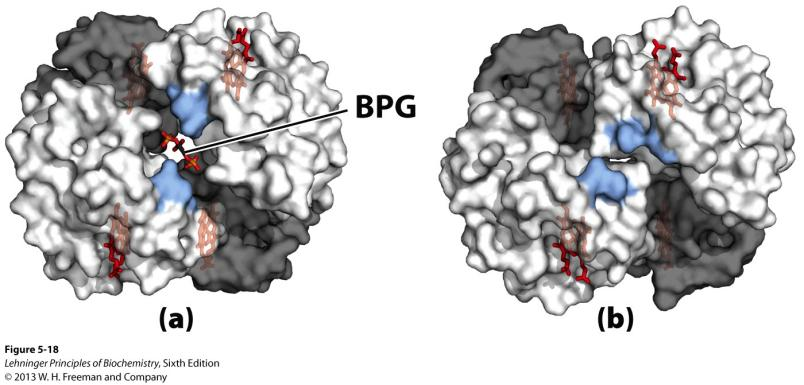 BPG
(a)
(b)
Figure 5-18
Lehninger Principles of Biochemistry, Sixth Edition
© 2013 W. H. Freeman and Company